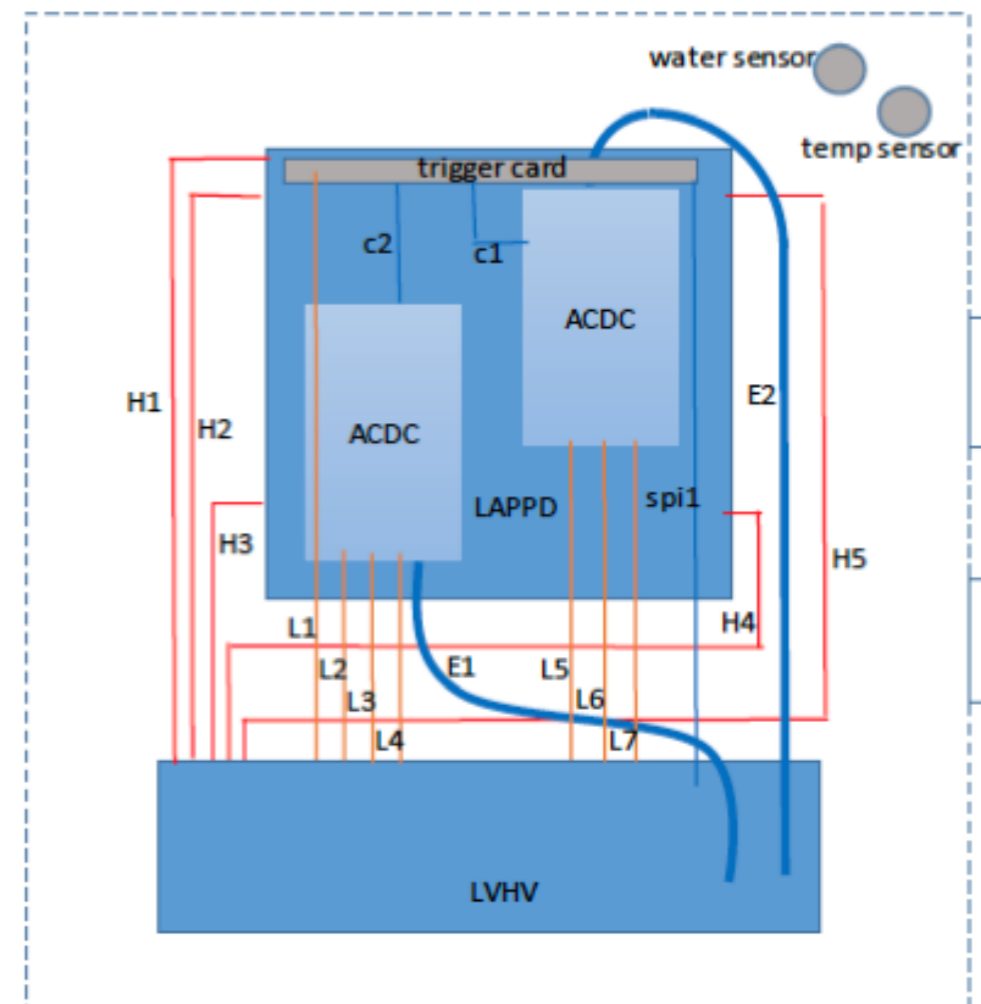 water sensor
temp sensor
trigger card
c2
c1
ACDC
E2
H1
H2
ACDC
LAPPD
spi1
H3
H5
H4
L1
L2
E1
L5
L3
L6
L4
L7
LVHV